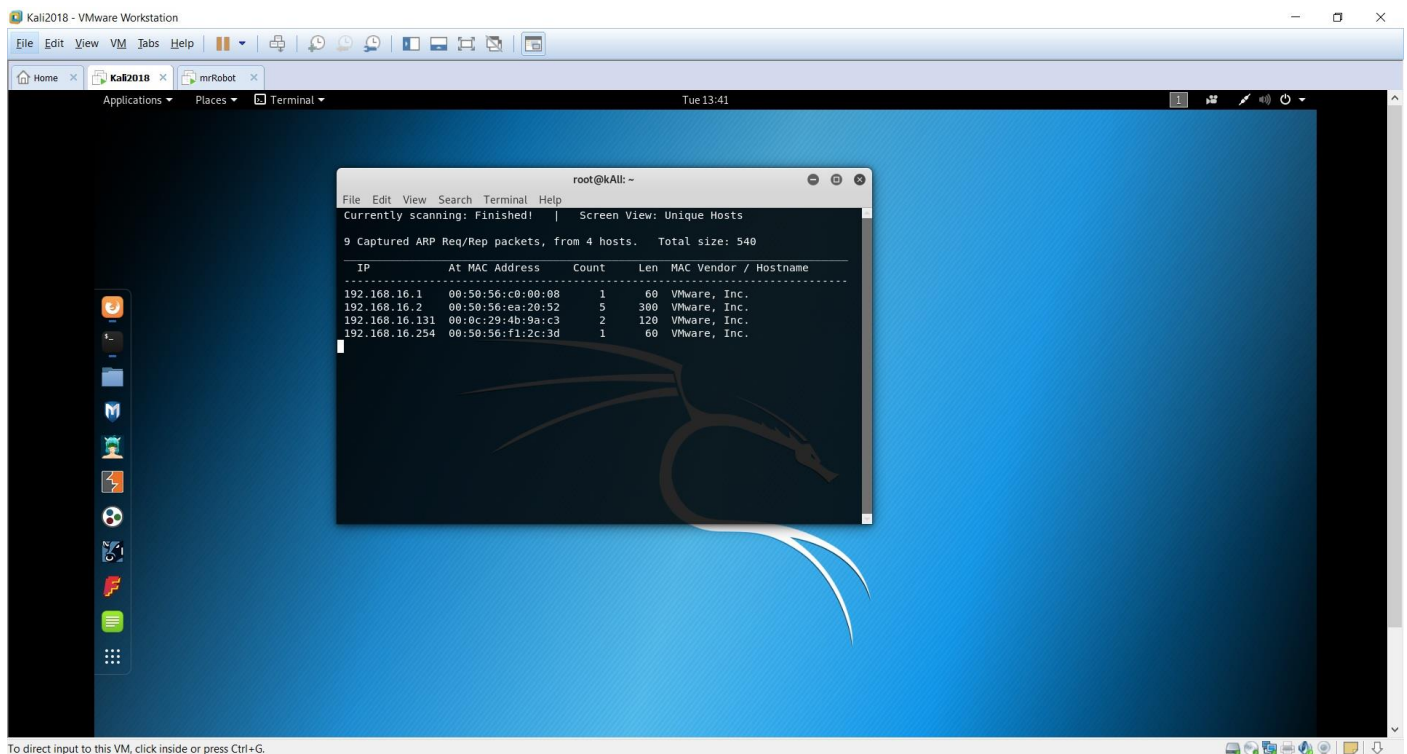 Kali2018 - VMware Workstation
File Edit View VM Tabs Help
Home Kali2018 mrRobot
Applications Places Terminal Tue 13:41 1
root@kAlI: ~
File Edit View Search Terminal Help
Currently scanning: Finished! | Screen View: Unique Hosts
9 Captured ARP Req/Rep packets, from 4 hosts. Total size: 540
IP At MAC Address Count Len MAC Vendor / Hostname
192.168.16.1 00:50:56:c0:00:08 1 60 VMware, Inc.
192.168.16.2 00:50:56:ea:20:52 5 300 VMware, Inc.
192.168.16.131 00:0c:29:4b:9a:c3 2 120 VMware, Inc.
192.168.16.254 00:50:56:f1:2c:3d 1 60 VMware, Inc.
To direct input to this VM, click inside or press Ctrl+G.